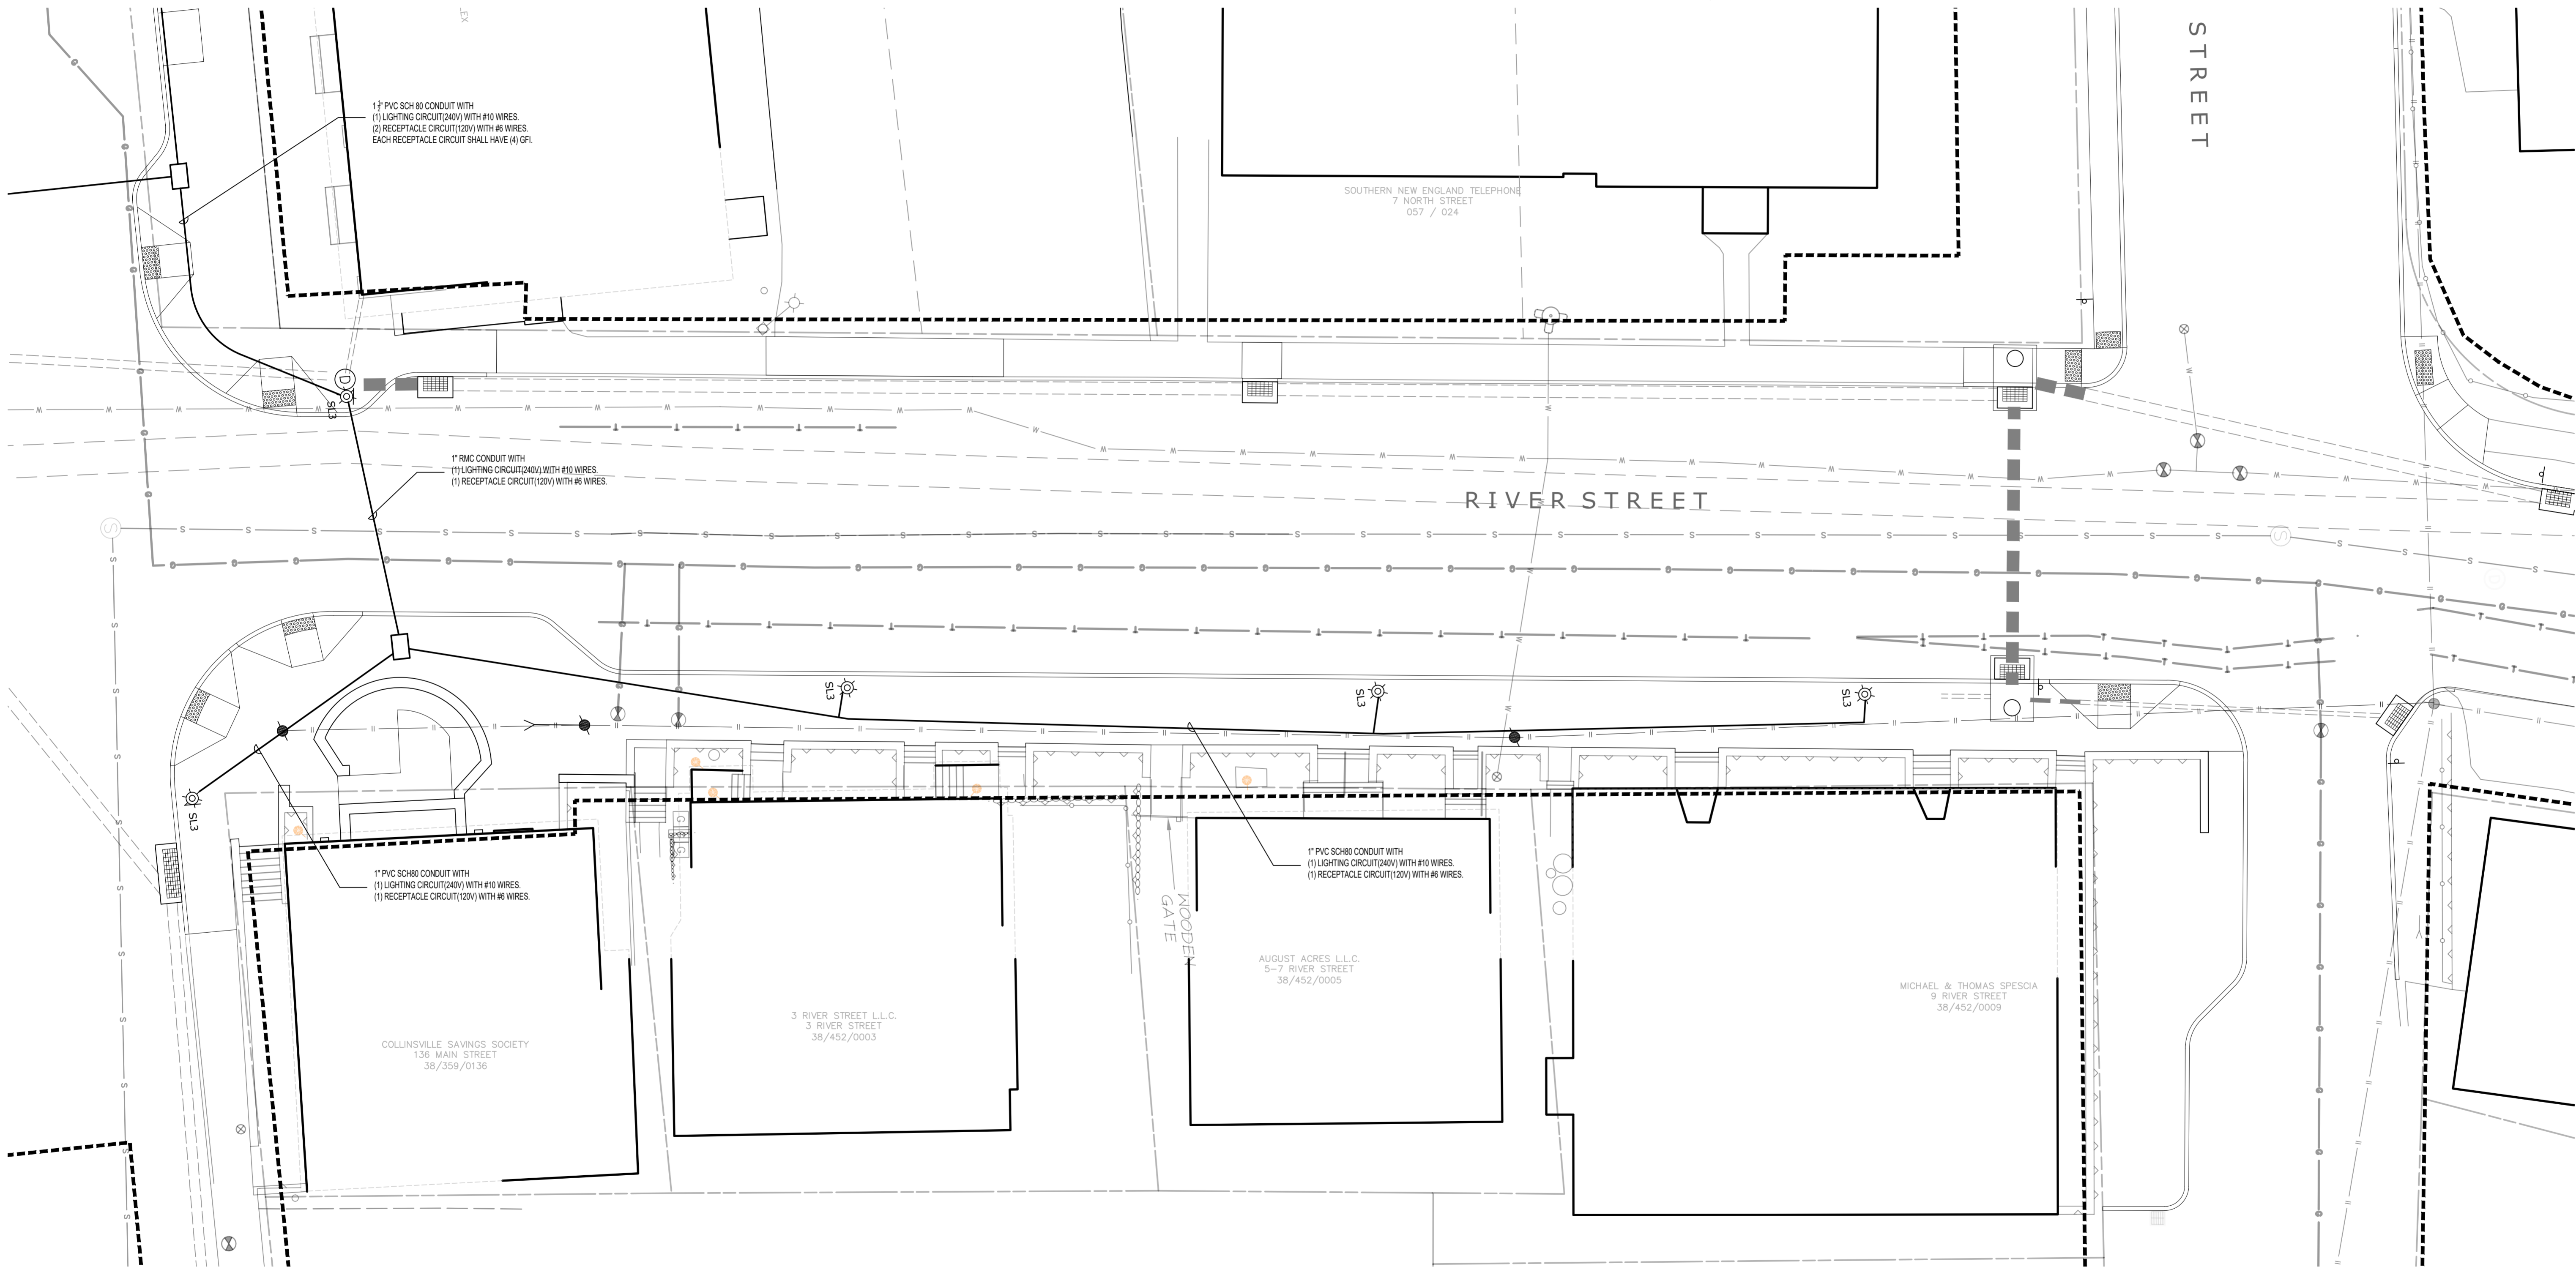 LEX
STREET
1 1/2" PVC SCH 80 CONDUIT WITH
(1) LIGHTING CIRCUIT(240V) WITH #10 WIRES.
(2) RECEPTACLE CIRCUIT(120V) WITH #6 WIRES.
EACH RECEPTACLE CIRCUIT SHALL HAVE (4) GFI.
SOUTHERN NEW ENGLAND TELEPHONE
7 NORTH STREET
057 / 024
D
SL3
1" RMC CONDUIT WITH
(1) LIGHTING CIRCUIT(240V) WITH #10 WIRES.
(1) RECEPTACLE CIRCUIT(120V) WITH #6 WIRES.
RIVER STREET
SL3
SL3
SL3
SL3
1" PVC SCH80 CONDUIT WITH
(1) LIGHTING CIRCUIT(240V) WITH #10 WIRES.
(1) RECEPTACLE CIRCUIT(120V) WITH #6 WIRES.
1" PVC SCH80 CONDUIT WITH
(1) LIGHTING CIRCUIT(240V) WITH #10 WIRES.
(1) RECEPTACLE CIRCUIT(120V) WITH #6 WIRES.
WOODEN
GATE
AUGUST ACRES L.L.C.
5-7 RIVER STREET
38/452/0005
MICHAEL & THOMAS SPESCIA
9 RIVER STREET
38/452/0009
3 RIVER STREET L.L.C.
3 RIVER STREET
38/452/0003
COLLINSVILLE SAVINGS SOCIETY
136 MAIN STREET
38/359/0136